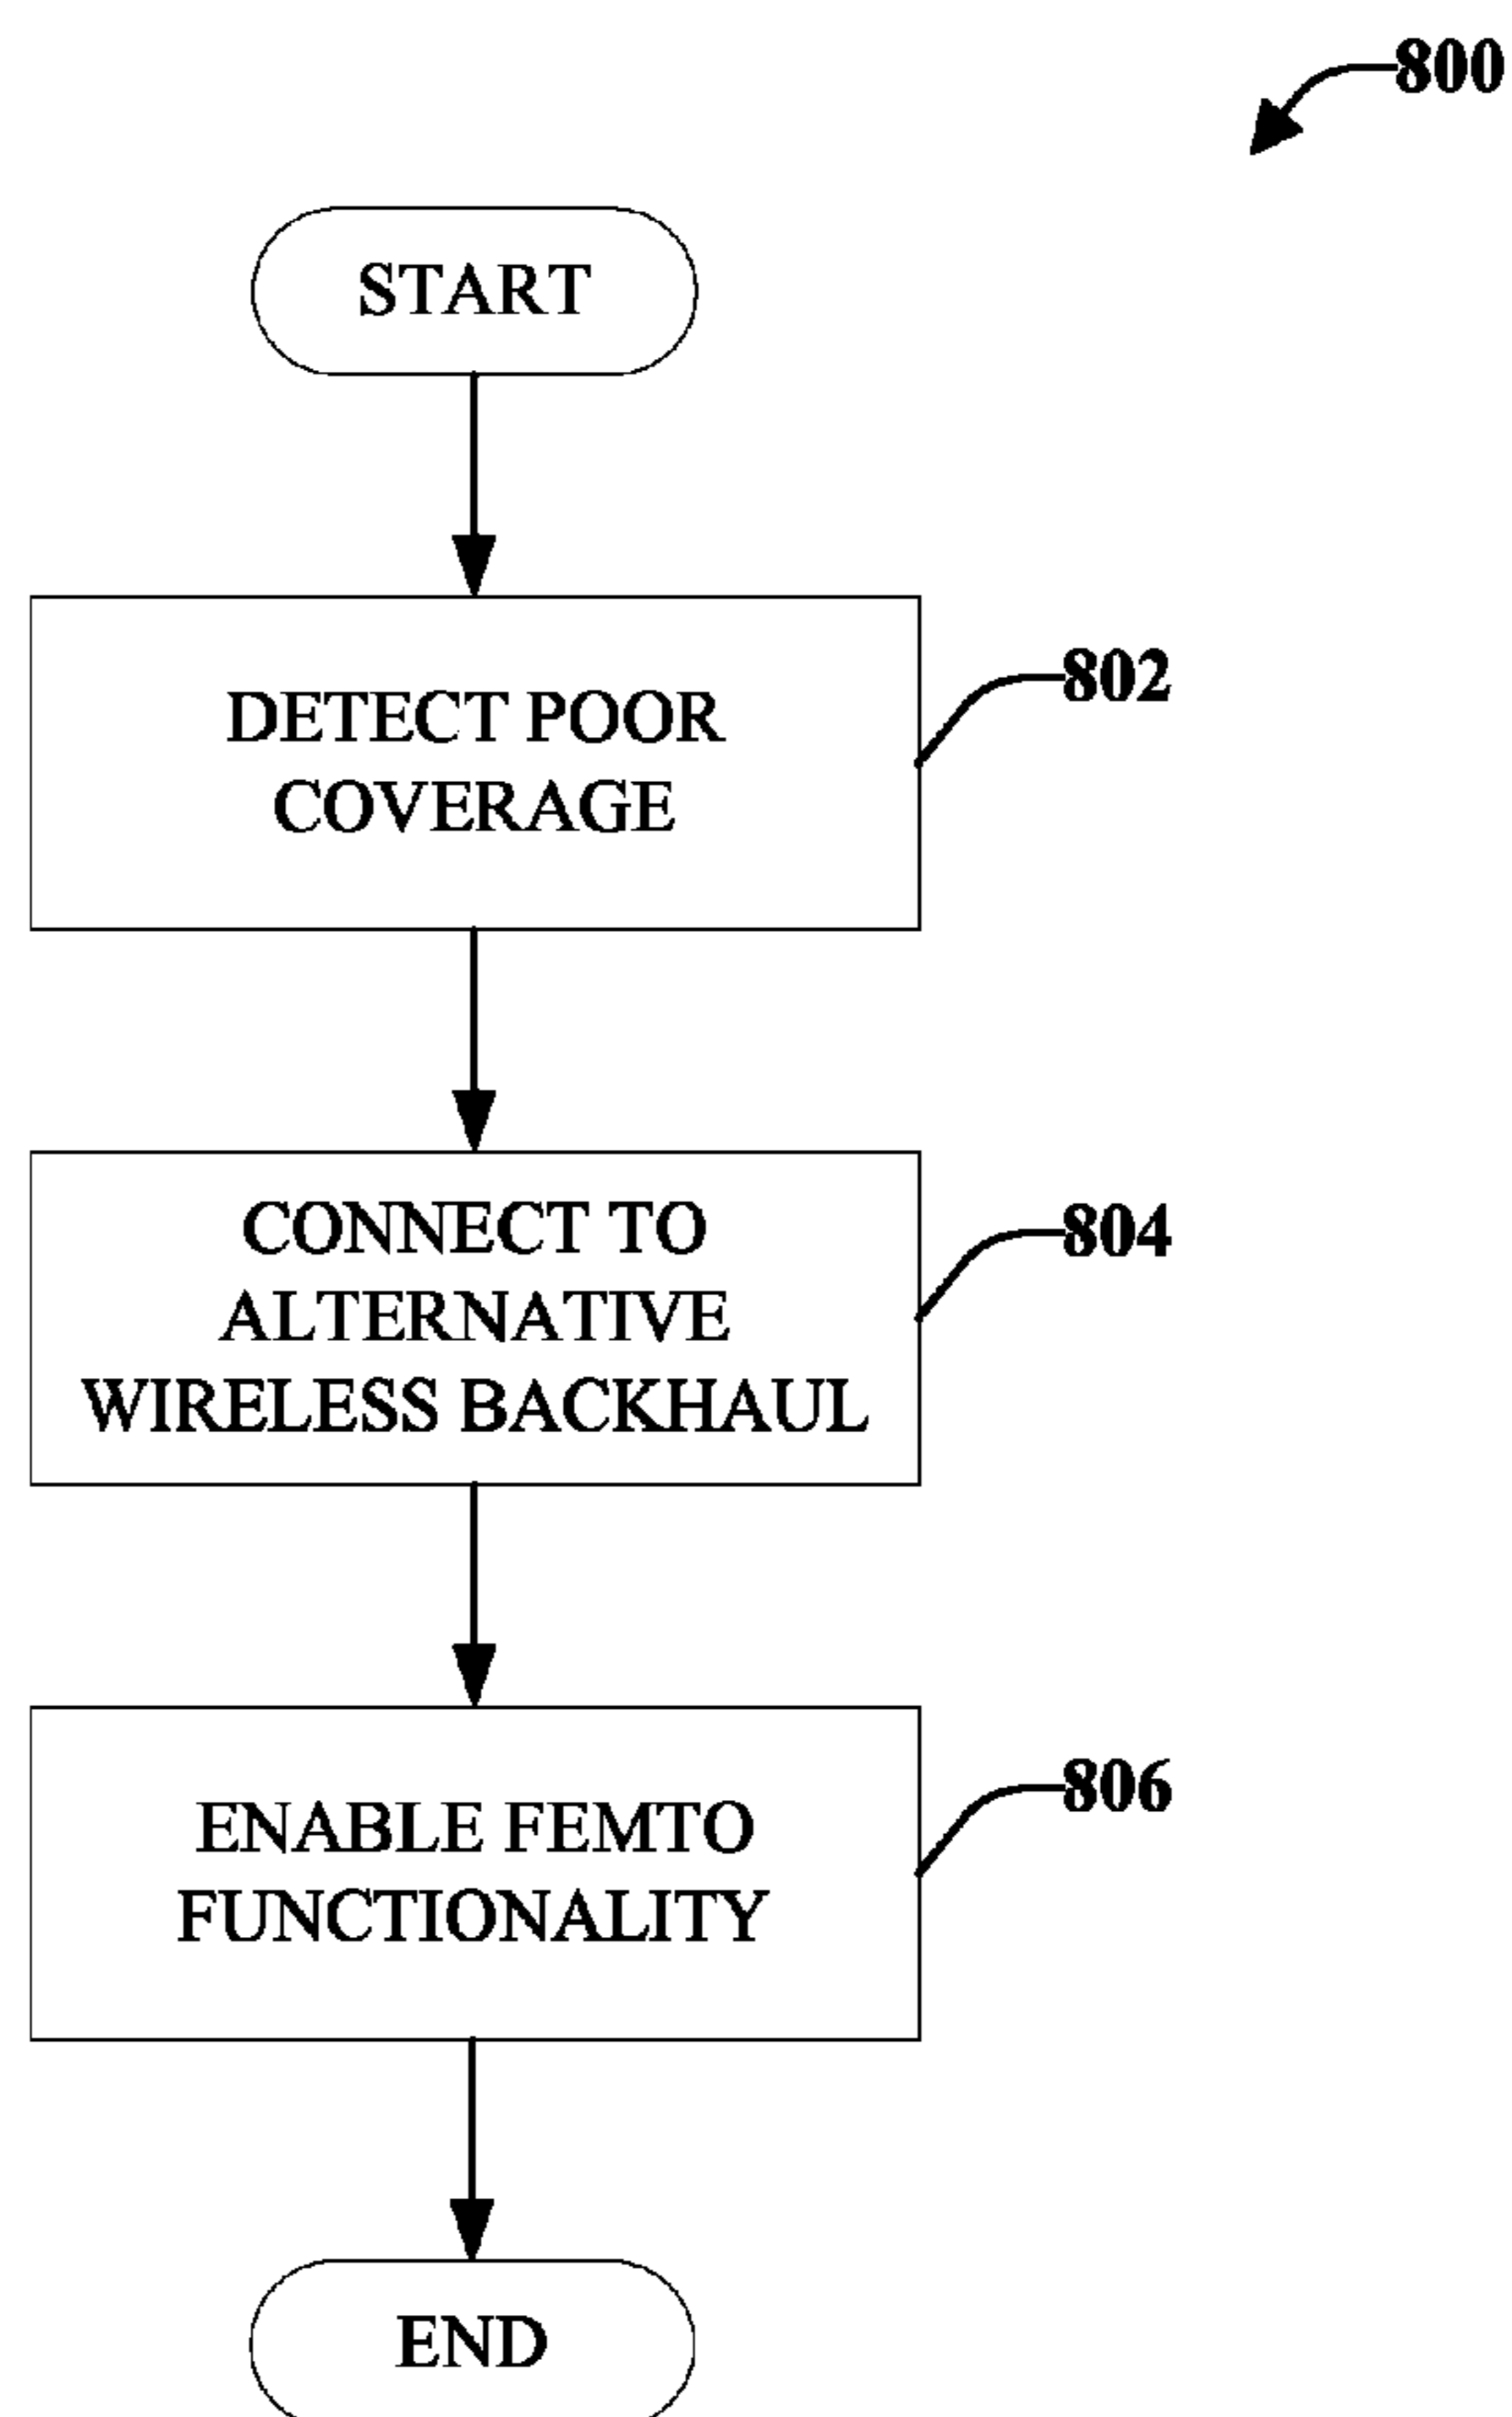 800
START
DETECT POOR
COVERAGE
802
CONNECT TO
ALTERNATIVE
WIRELESS BACKHAUL
804
ENABLE FEMTO
FUNCTIONALITY
806
END